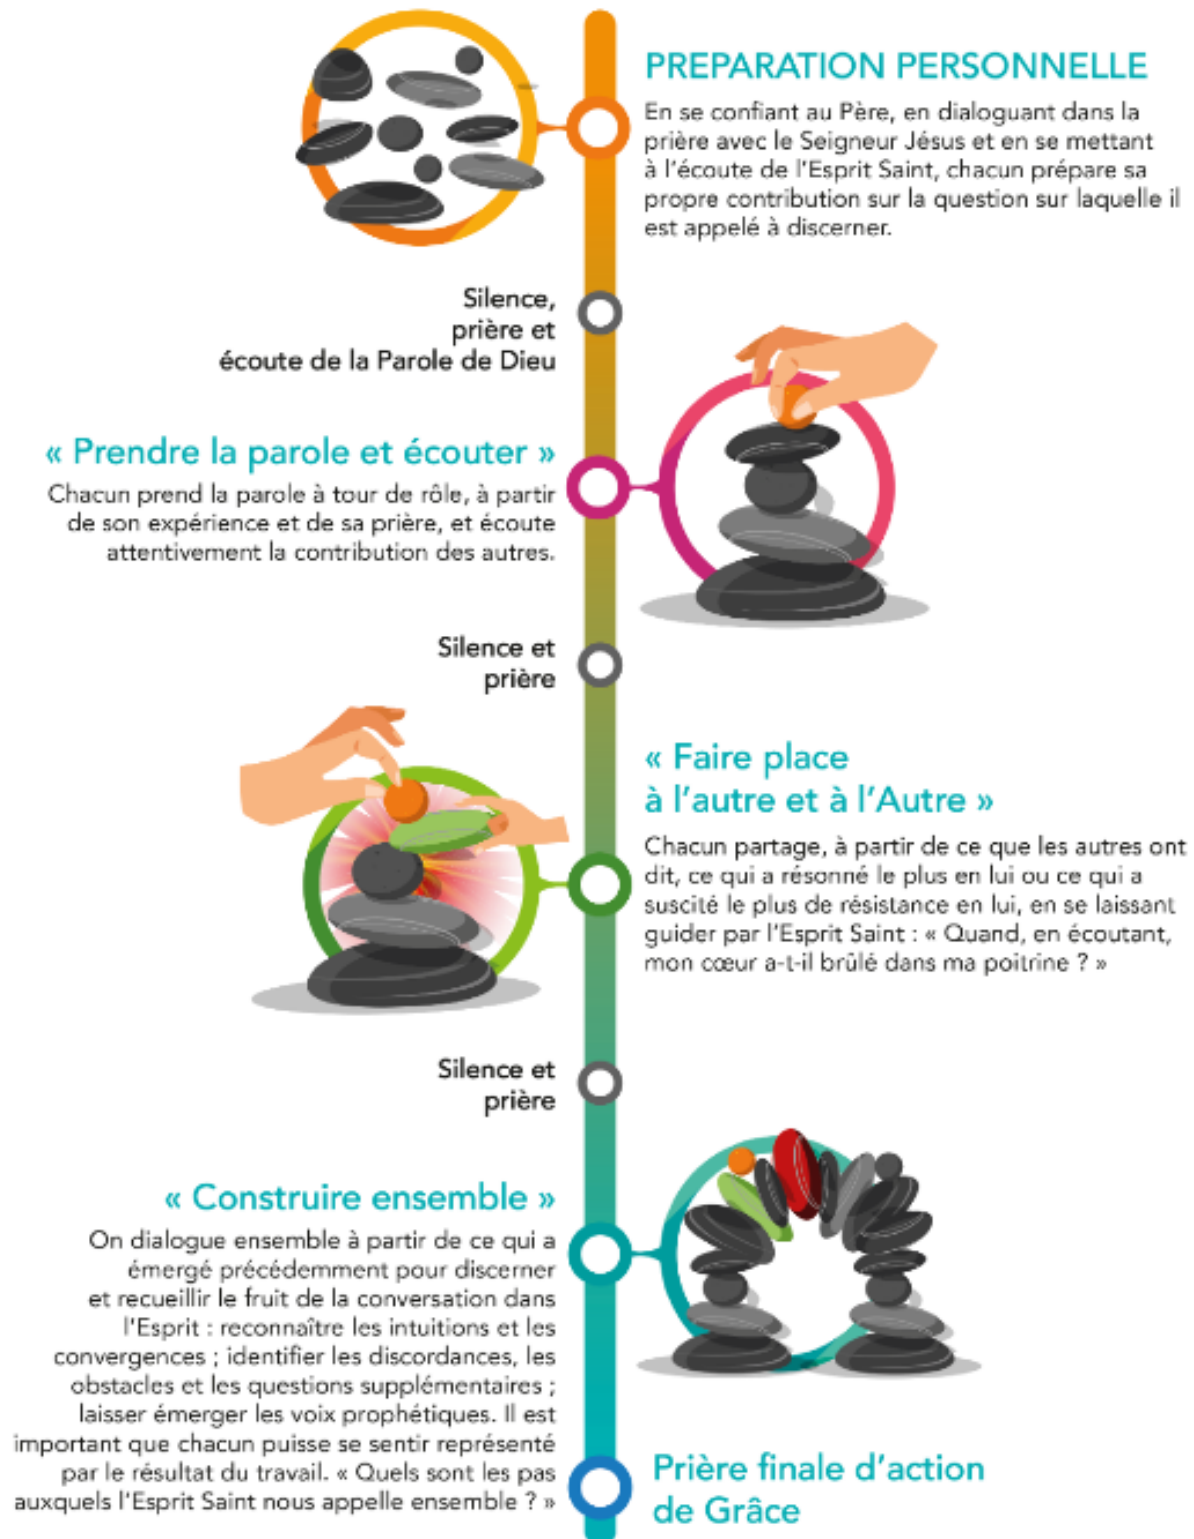 PREPARATION PERSONNELLE
En se confiant au Père, en dialoguant dans la
prière avec le Seigneur Jésus et en se mettant
à l'écoute de l'Esprit Saint, chacun prépare sa
propre contribution sur la question sur laquelle il
est appelé à discerner.
Silence,
prière et
écoute de la Parole de Dieu
« Prendre la parole et écouter »
Chacun prend la parole à tour de rôle, à partir
de son expérience et de sa prière, et écoute
attentivement la contribution des autres.
Silence et
prière
« Faire place
à l'autre et à l'Autre »
Chacun partage, à partir de ce que les autres ont
dit, ce qui a résonné le plus en lui ou ce qui a
suscité le plus de résistance en lui, en se laissant
guider par l'Esprit Saint : « Quand, en écoutant,
mon cœur a-t-il brûlé dans ma poitrine ? »
Silence et
prière
« Construire ensemble »
On dialogue ensemble à partir de ce qui a
émergé précédemment pour discerner
et recueillir le fruit de la conversation dans
l'Esprit : reconnaître les intuitions et les
convergences ; identifier les discordances, les
obstacles et les questions supplémentaires ;
laisser émerger les voix prophétiques. Il est
important que chacun puisse se sentir représenté
par le résultat du travail. « Quels sont les pas
auxquels l'Esprit Saint nous appelle ensemble ? »
Prière finale d'action
de Grâce